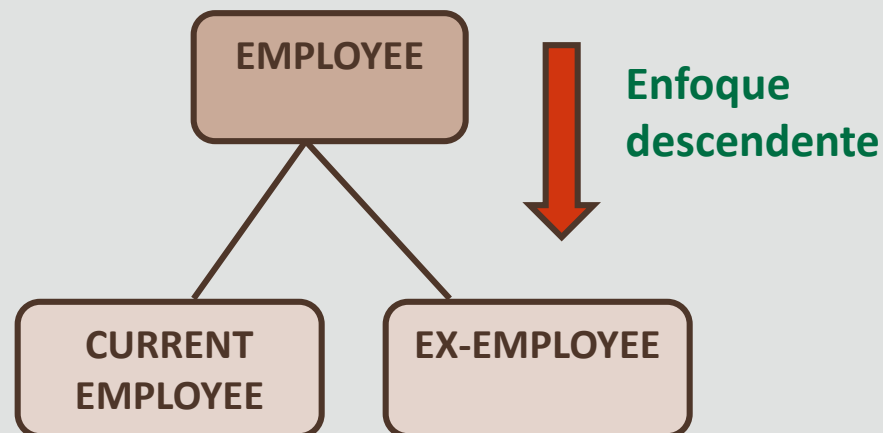 EMPLOYEE
Enfoque
descendente
CURRENT
EMPLOYEE
EX-EMPLOYEE